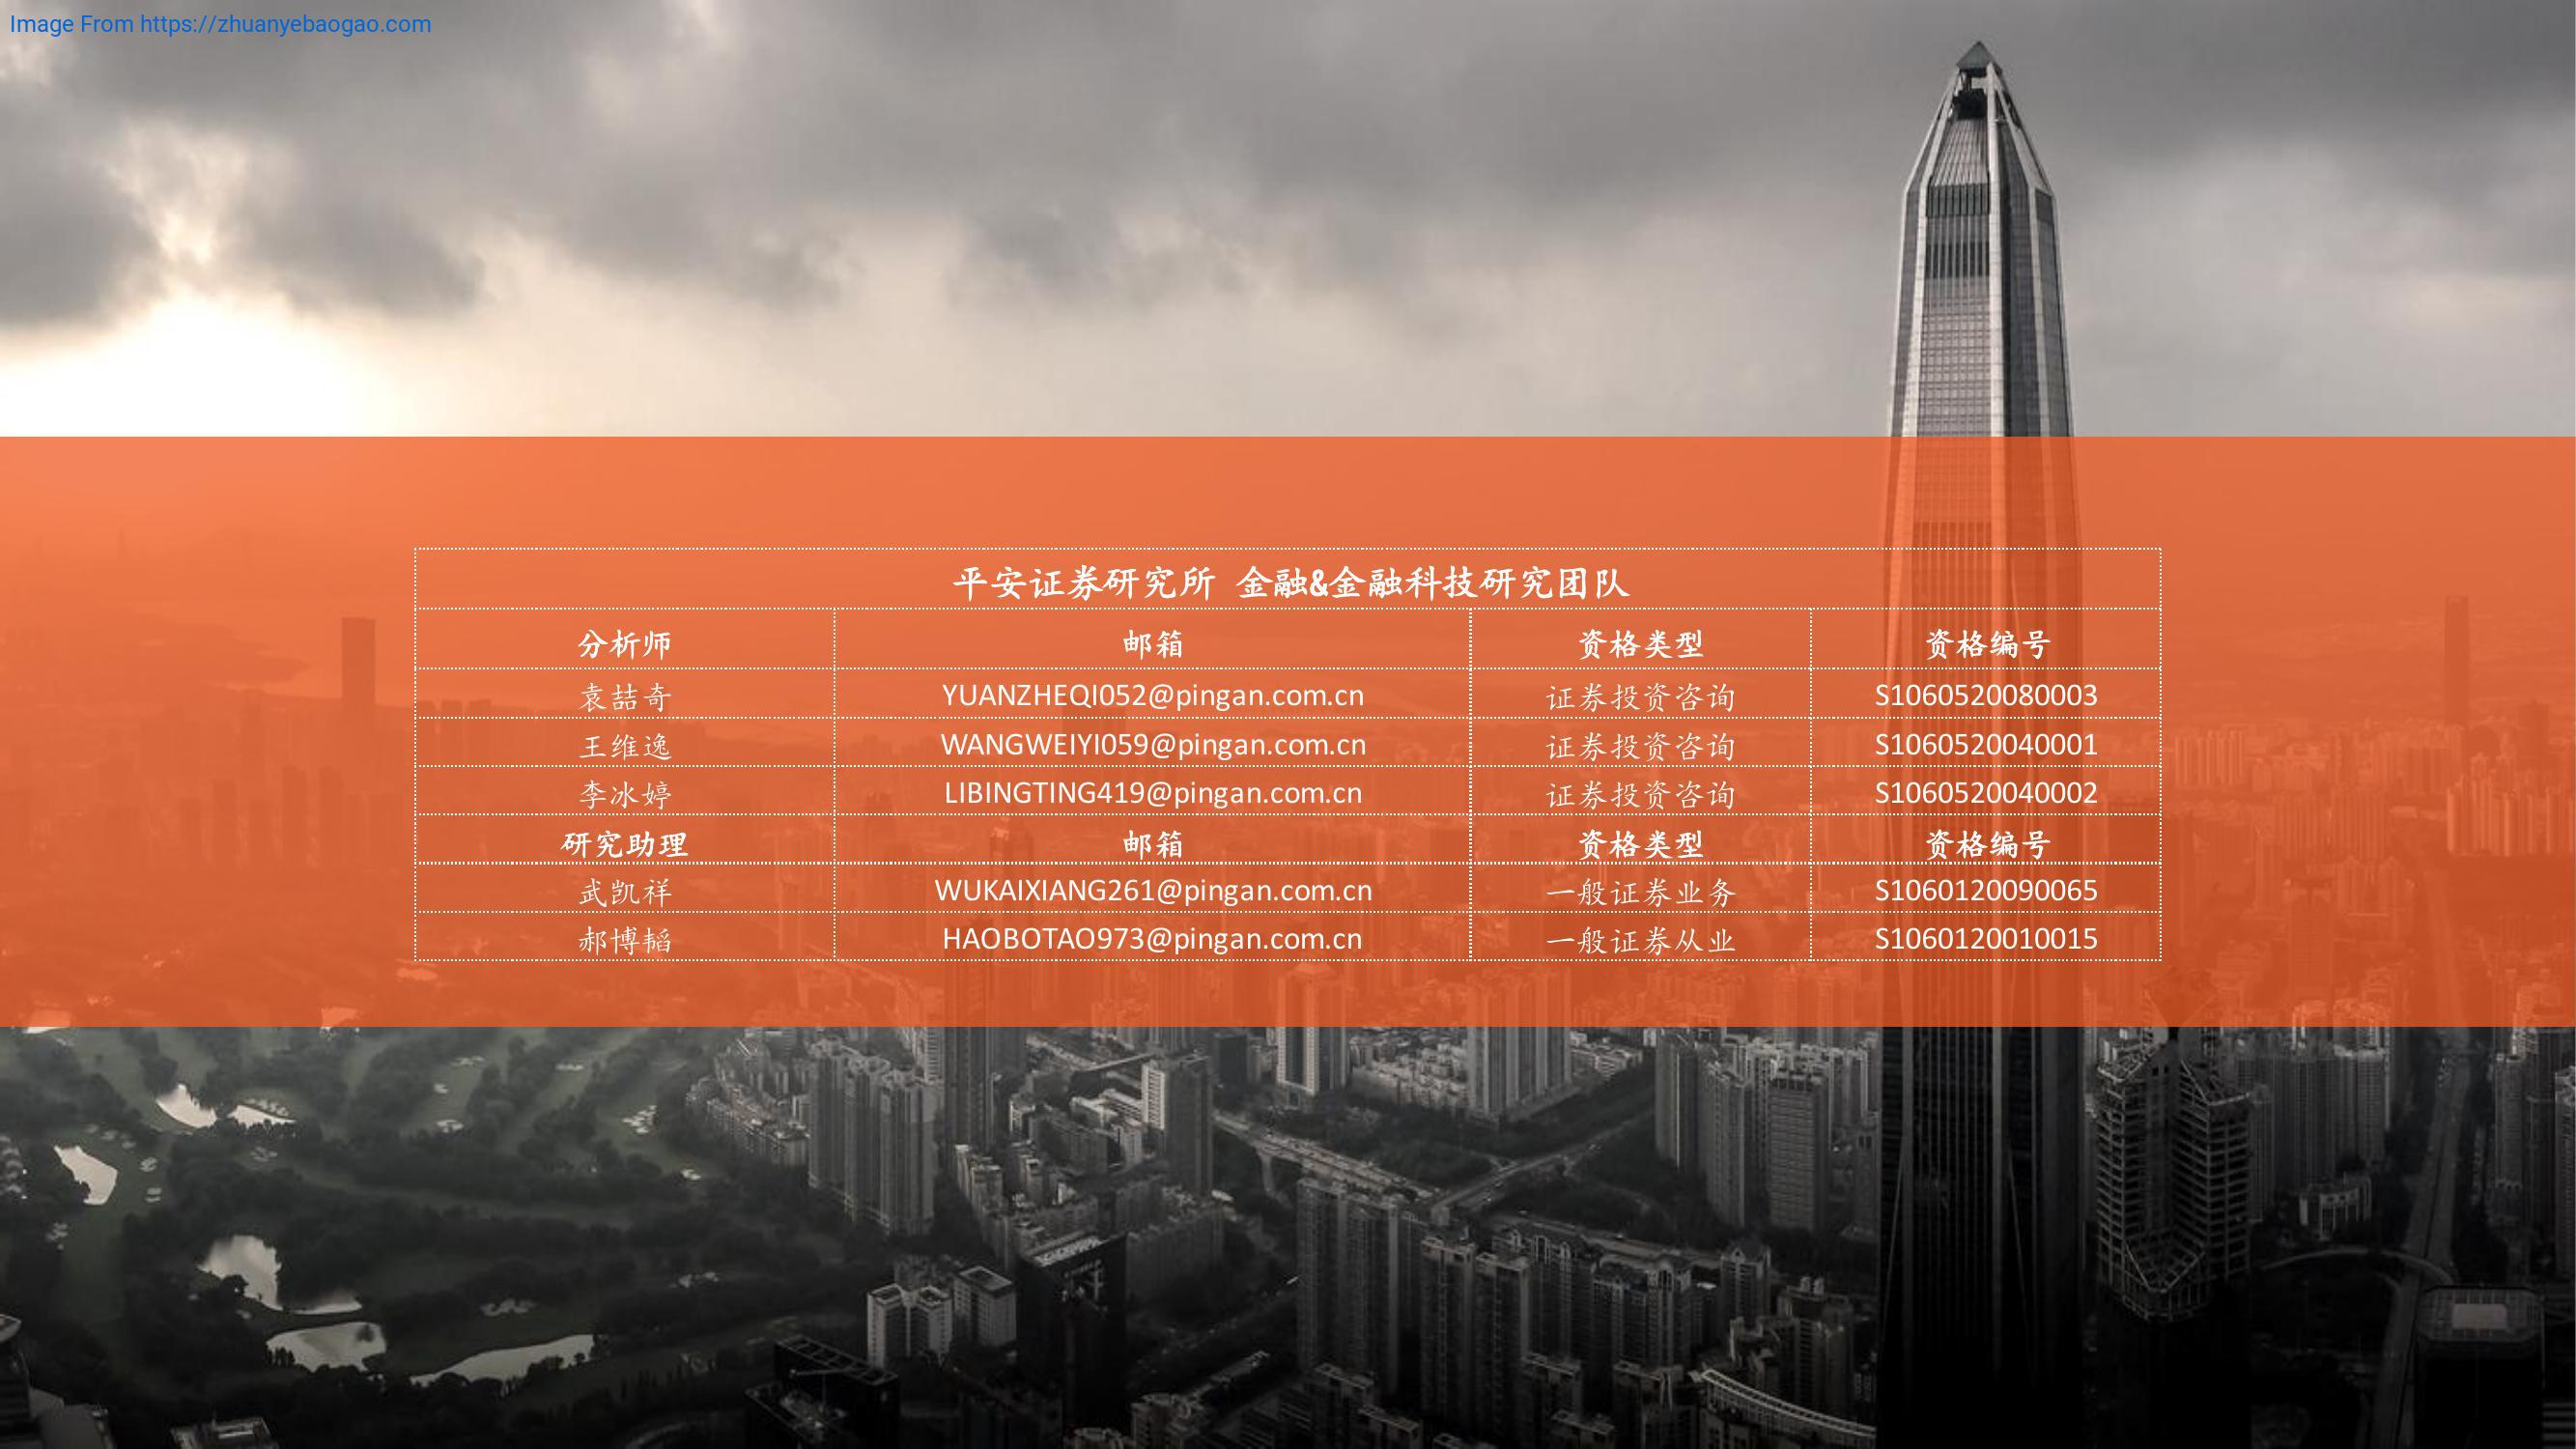 Image From https://zhuanyebaogao.com
平安证券研究所 金融&金融科技研究团队
分析师 邮箱 资格类型 资格编号
袁喆奇 YUANZHEQI052@pingan.com.cn 证券投资咨询 S1060520080003
王维逸 WANGWEIYI059@pingan.com.cn 证券投资咨询 S1060520040001
李冰婷 LIBINGTING419@pingan.com.cn 证券投资咨询 S1060520040002
研究助理 邮箱 资格类型 资格编号
武凯祥 WUKAIXIANG261@pingan.com.cn 一般证券业务 S1060120090065
郝博韬 HAOBOTAO973@pingan.com.cn 一般证券从业 S1060120010015